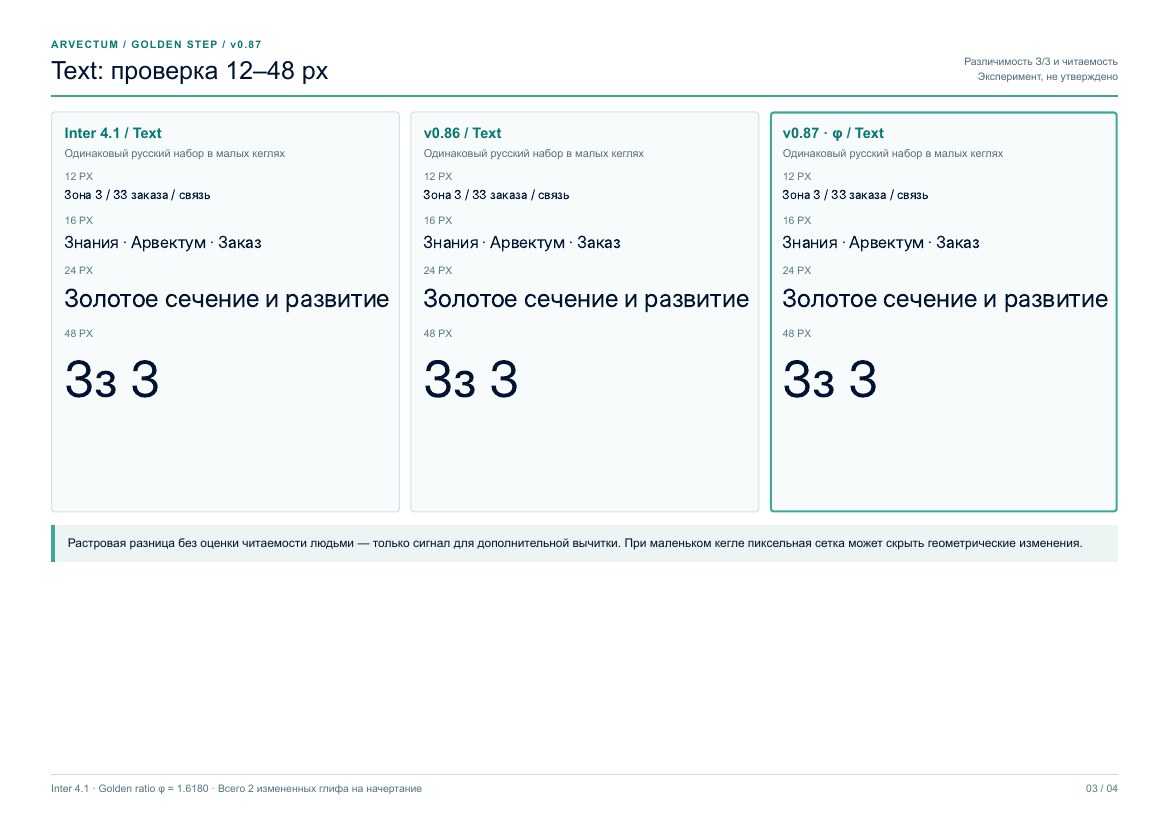 ARVECTUM / GOLDEN STEP / v0.87
Text: проверка 12–48 px
Различимость З/3 и читаемость
Эксперимент, не утверждено
Inter 4.1 / Text
Одинаковый русский набор в малых кеглях
12 PX
Зона 3 / 33 заказа / связь
16 PX
Знания · Арвектум · Заказ
24 PX
Золотое сечение и развитие
48 PX
Зз 3
v0.86 / Text
Одинаковый русский набор в малых кеглях
12 PX
Зона 3 / 33 заказа / связь
16 PX
Знания · Арвектум · Заказ
24 PX
Золотое сечение и развитие
48 PX
Зз 3
v0.87 · φ / Text
Одинаковый русский набор в малых кеглях
12 PX
Зона 3 / 33 заказа / связь
16 PX
Знания · Арвектум · Заказ
24 PX
Золотое сечение и развитие
48 PX
Зз 3
Растровая разница без оценки читаемости людьми — только сигнал для дополнительной вычитки. При маленьком кегле пиксельная сетка может скрыть геометрические изменения.
Inter 4.1 · Golden ratio φ = 1.6180 · Всего 2 измененных глифа на начертание
03 / 04